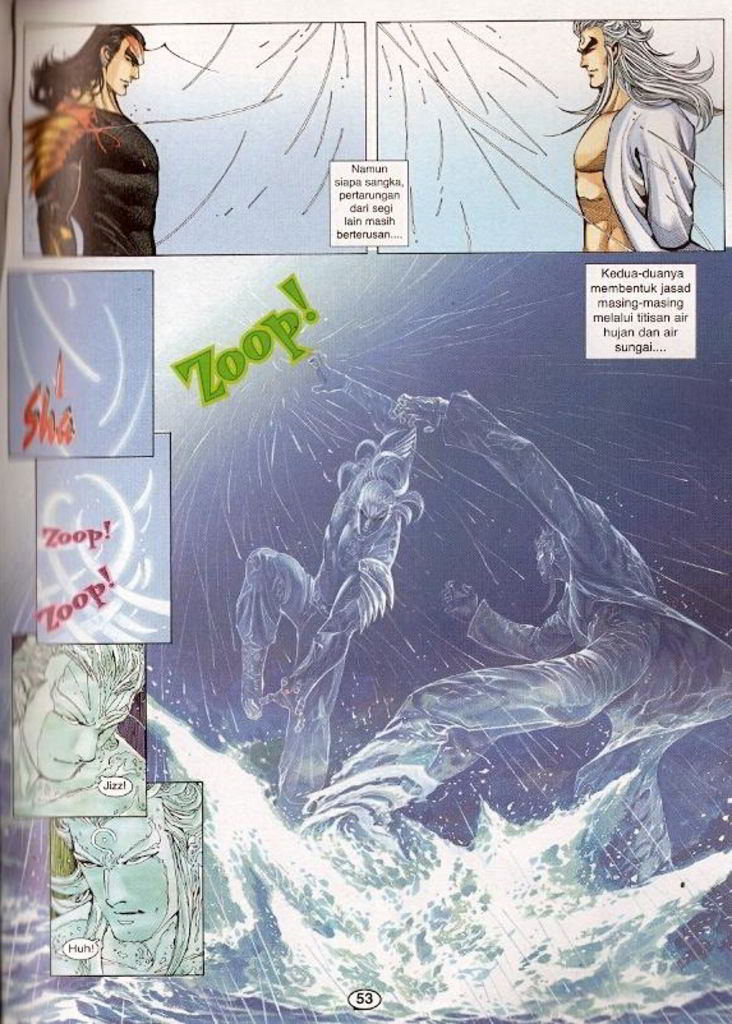 Namun
siapa sangka,
pertarungan
dari segi
lain masih
berterusan....
Kedua-duanya
membentuk jasad
masing-masing
melalui titisan air
hujan dan air
sungai....
Zoop!
Sha
Zoop!
Zoop!
Jizz!
Huh!
53